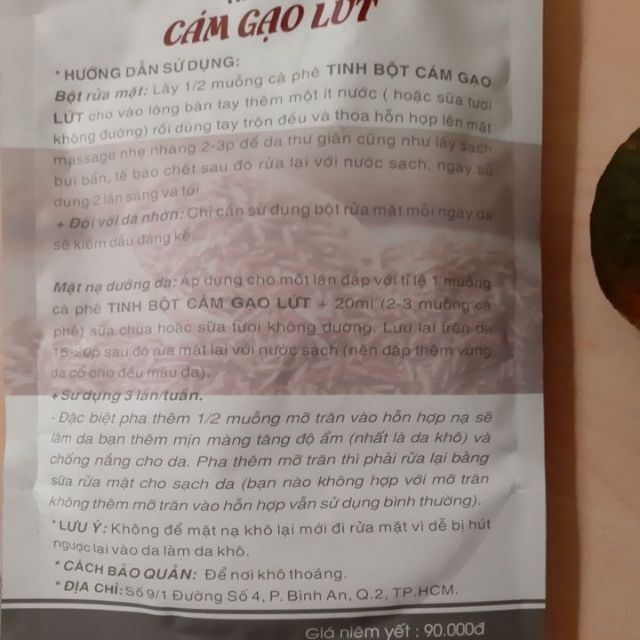 CÁM GẠO LỨT
* HƯỚNG DẪN SỬ DỤNG:
Bột rửa mặt: Lấy 1/2 muỗng cà phê TINH BỘT CÁM GẠO
LỨT cho vào lòng bàn tay thêm một ít nước ( hoặc sữa tươi
không đường) rồi dùng tay trộn đều và thoa hỗn hợp lên mặt
massage nhẹ nhàng 2-3p để da thư giãn cũng như lấy sạch
bụi bẩn, tế bào chết sau đó rửa lại với nước sạch, ngày sử
dụng 2 lần sáng và tối.
+ Đối với da nhờn: Chỉ cần sử dụng bột rửa mặt mỗi ngày da
sẽ kiềm dầu đáng kể.
Mặt nạ dưỡng da: Áp dụng cho một lần đắp với tỉ lệ 1 muỗng
cà phê TINH BỘT CÁM GẠO LỨT + 20ml (2-3 muỗng cà
phê) sữa chua hoặc sữa tươi không đường. Lưu lại trên da
15-20p sau đó rửa mặt lại với nước sạch (nên đắp thêm vùng
da cổ cho đều màu da).
+ Sử dụng 3 lần/tuần.
- Đặc biệt pha thêm 1/2 muỗng mỡ trăn vào hỗn hợp nạ sẽ
làm da bạn thêm mịn màng tăng độ ẩm (nhất là da khô) và
chống nắng cho da. Pha thêm mỡ trăn thì phải rửa lại bằng
sữa rửa mặt cho sạch da (bạn nào không hợp với mỡ trăn
không thêm mỡ trăn vào hỗn hợp vẫn sử dụng bình thường).
* LƯU Ý: Không để mặt nạ khô lại mới đi rửa mặt vì dễ bị hút
ngược lại vào da làm da khô.
* CÁCH BẢO QUẢN: Để nơi khô thoáng.
* ĐỊA CHỈ: Số 9/1 Đường Số 4, P. Bình An, Q.2, TP.HCM.
Giá niêm yết : 90.000đ